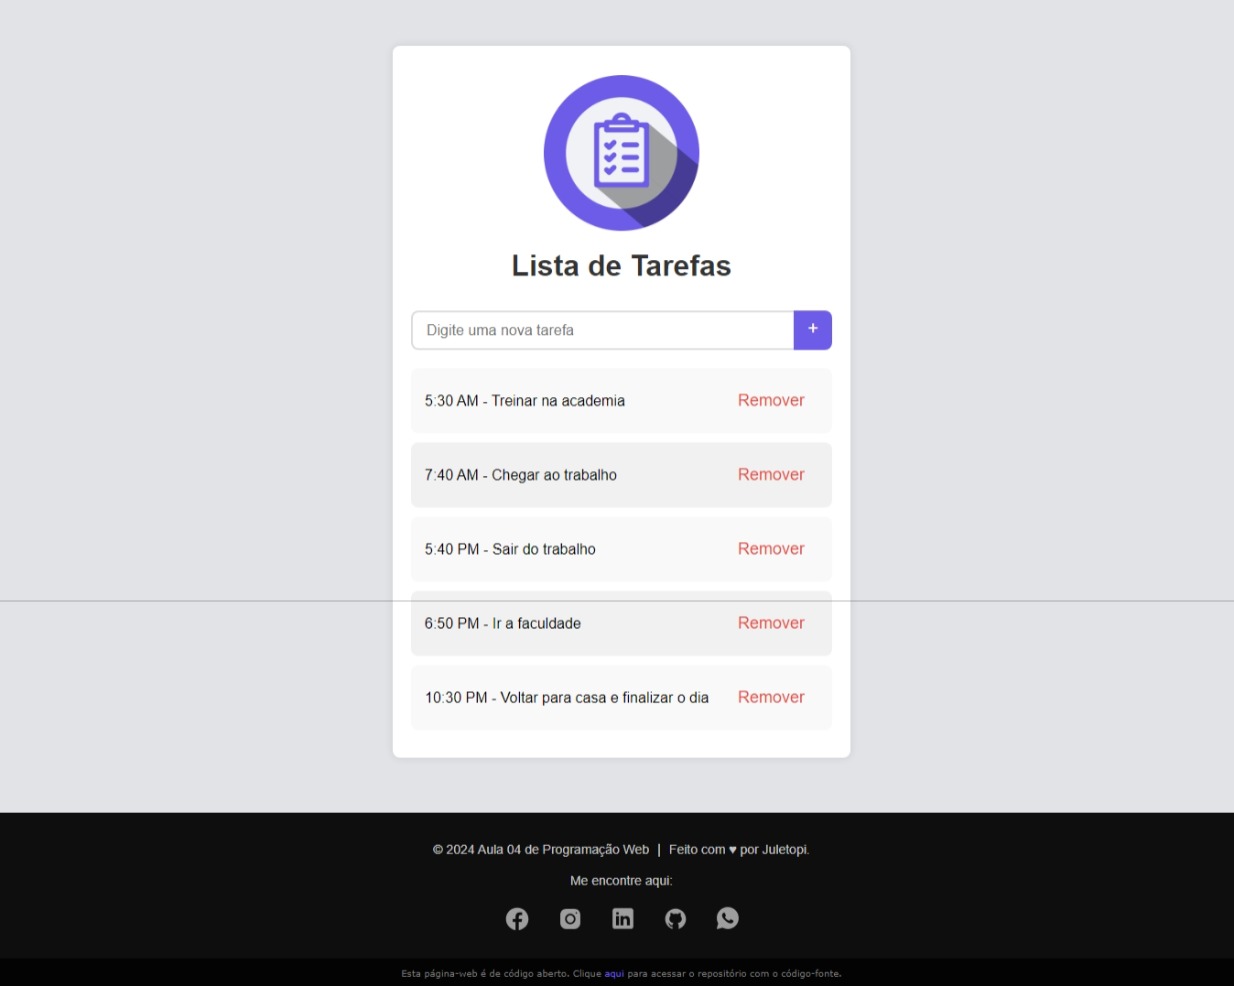 Lista de Tarefas
Digite uma nova tarefa +
5:30 AM - Treinar na academia Remover
7:40 AM - Chegar ao trabalho Remover
5:40 PM - Sair do trabalho Remover
6:50 PM - Ir a faculdade Remover
10:30 PM - Voltar para casa e finalizar o dia Remover
© 2024 Aula 04 de Programação Web | Feito com ♥ por Juletopi.
Me encontre aqui:
Esta página-web é de código aberto. Clique aqui para acessar o repositório com o código-fonte.